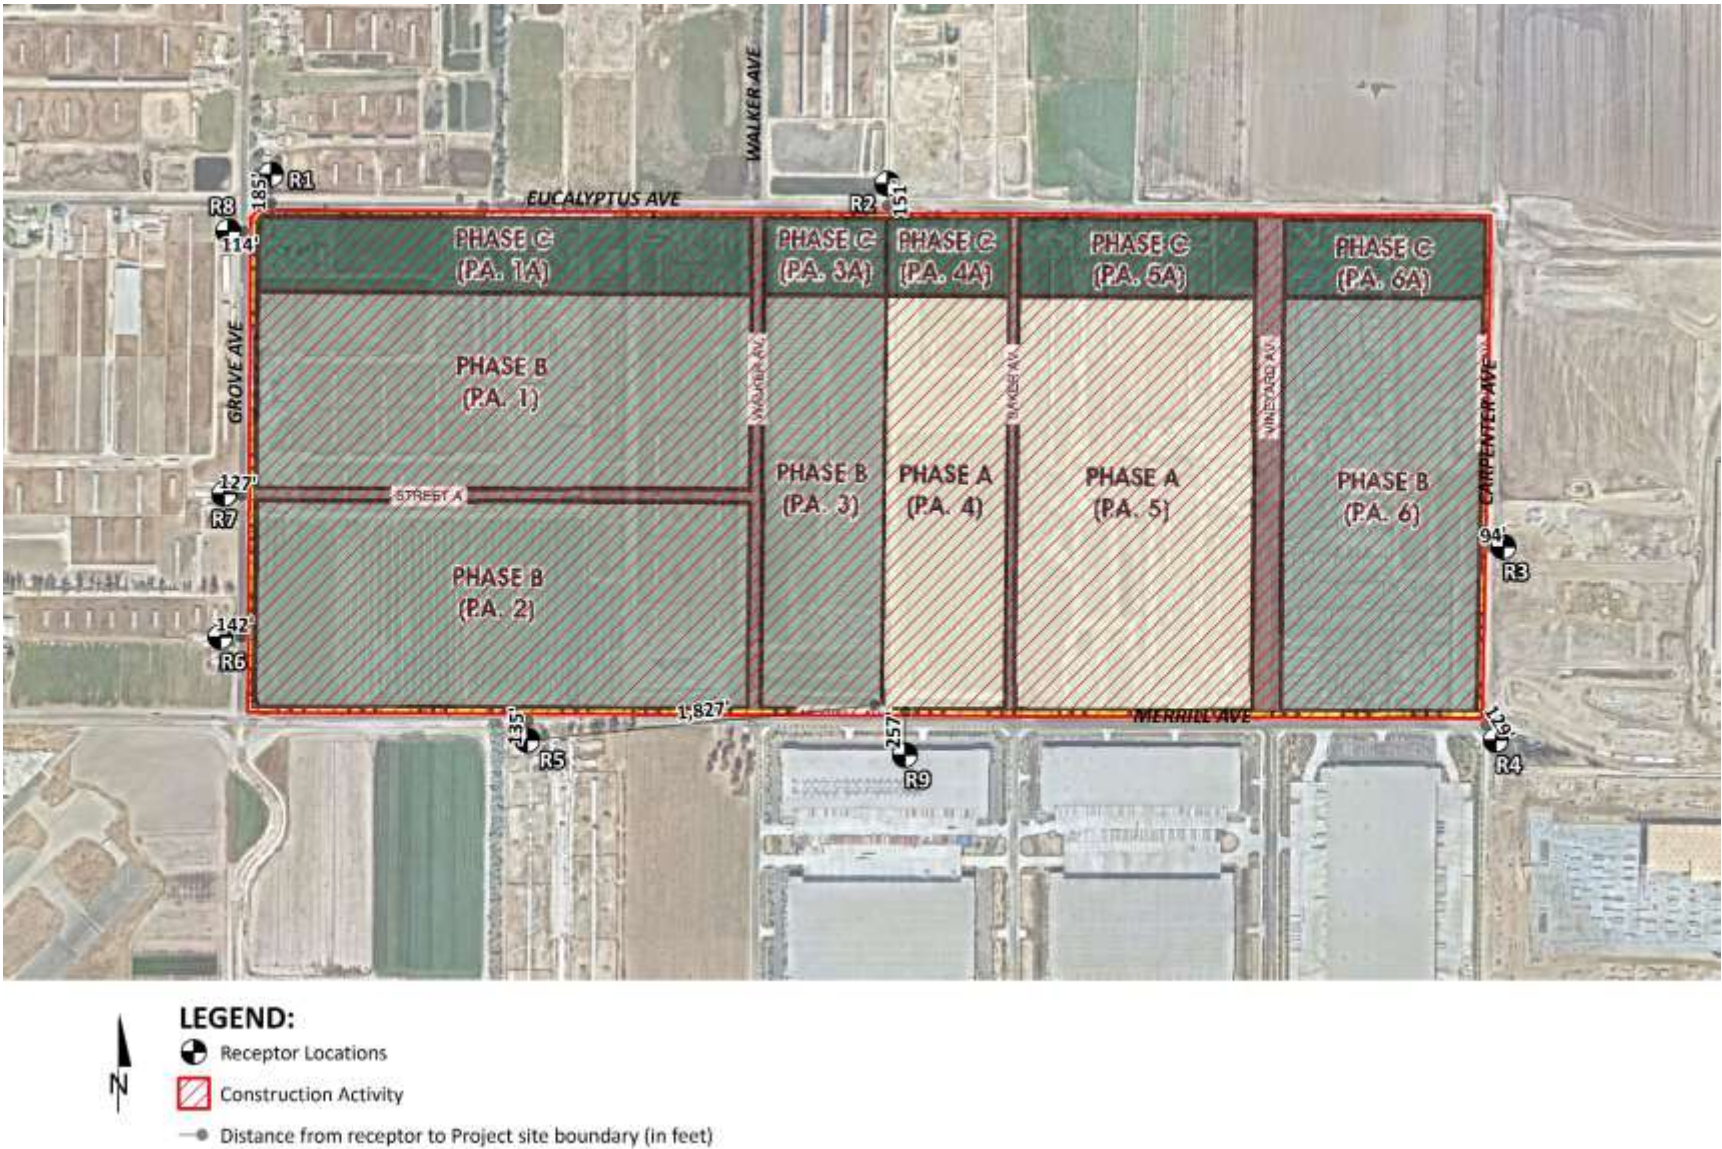 WALKER AVE
R1
185'
R8
114'
EUCALYPTUS AVE
R2
151'
PHASE C
(P.A. 1A)
PHASE C
(P.A. 3A)
PHASE C
(P.A. 4A)
PHASE C
(P.A. 5A)
PHASE C
(P.A. 6A)
GROVE AVE
PHASE B
(P.A. 1)
WALKER AV.
BAKER AV.
VINEYARD AV.
CARPENTER AVE
PHASE B
(P.A. 3)
PHASE A
(P.A. 4)
PHASE A
(P.A. 5)
PHASE B
(P.A. 6)
127'
R7
STREET A
94'
R3
PHASE B
(P.A. 2)
142'
R6
135'
R5
1,827'
257'
R9
MERRILL AVE
129'
R4
N
LEGEND:
Receptor Locations
Construction Activity
Distance from receptor to Project site boundary (in feet)